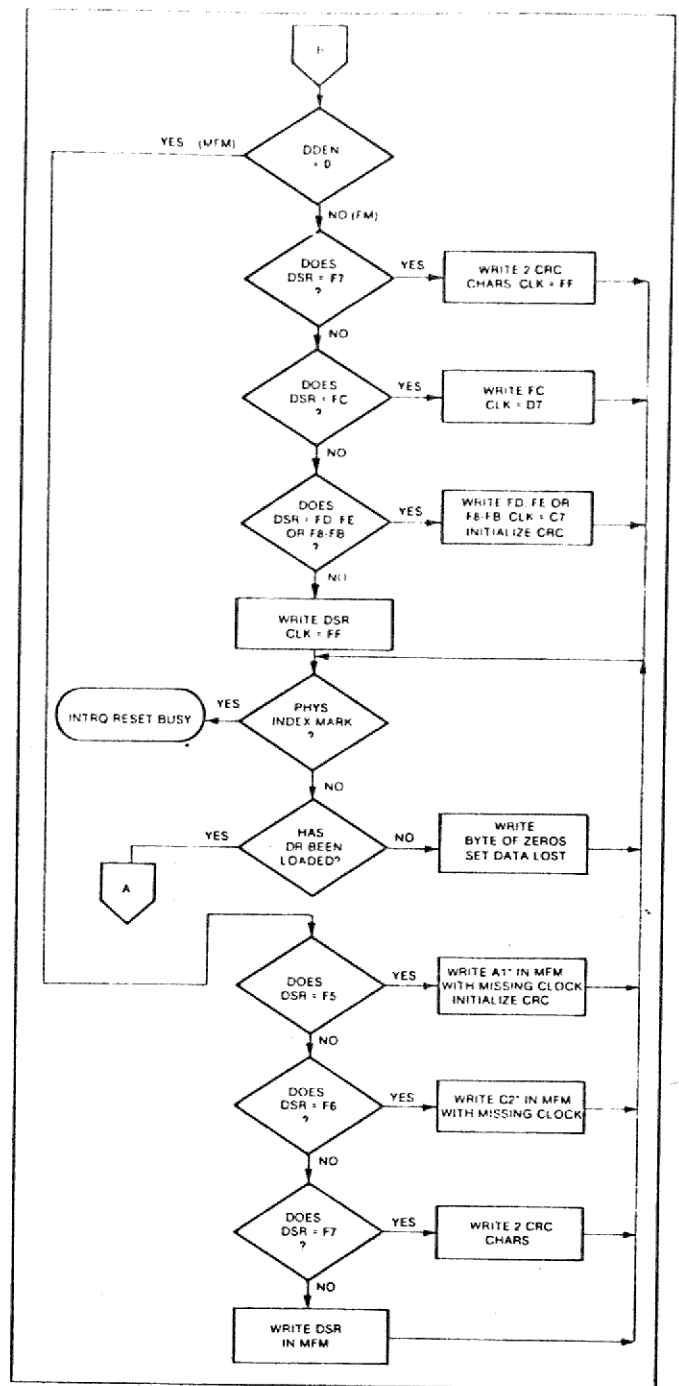 B
YES (MFM)
DDEN
= 0
NO (FM)
DOES
DSR = F7
?
YES
WRITE 2 CRC
CHARS. CLK = FF
NO
DOES
DSR = FC
?
YES
WRITE FC
CLK = D7
NO
DOES
DSR = FD, FE
OR F8-FB
?
YES
WRITE FD, FE OR
F8-FB, CLK = C7
INITIALIZE CRC
NO
WRITE DSR
CLK = FF
PHYS
INDEX MARK
?
YES
INTRQ RESET BUSY
NO
HAS
DR BEEN
LOADED?
YES
A
NO
WRITE
BYTE OF ZEROS
SET DATA LOST
DOES
DSR = F5
YES
WRITE A1* IN MFM
WITH MISSING CLOCK
INITIALIZE CRC
NO
DOES
DSR = F6
?
YES
WRITE C2* IN MFM
WITH MISSING CLOCK
NO
DOES
DSR = F7
?
YES
WRITE 2 CRC
CHARS
NO
WRITE DSR
IN MFM